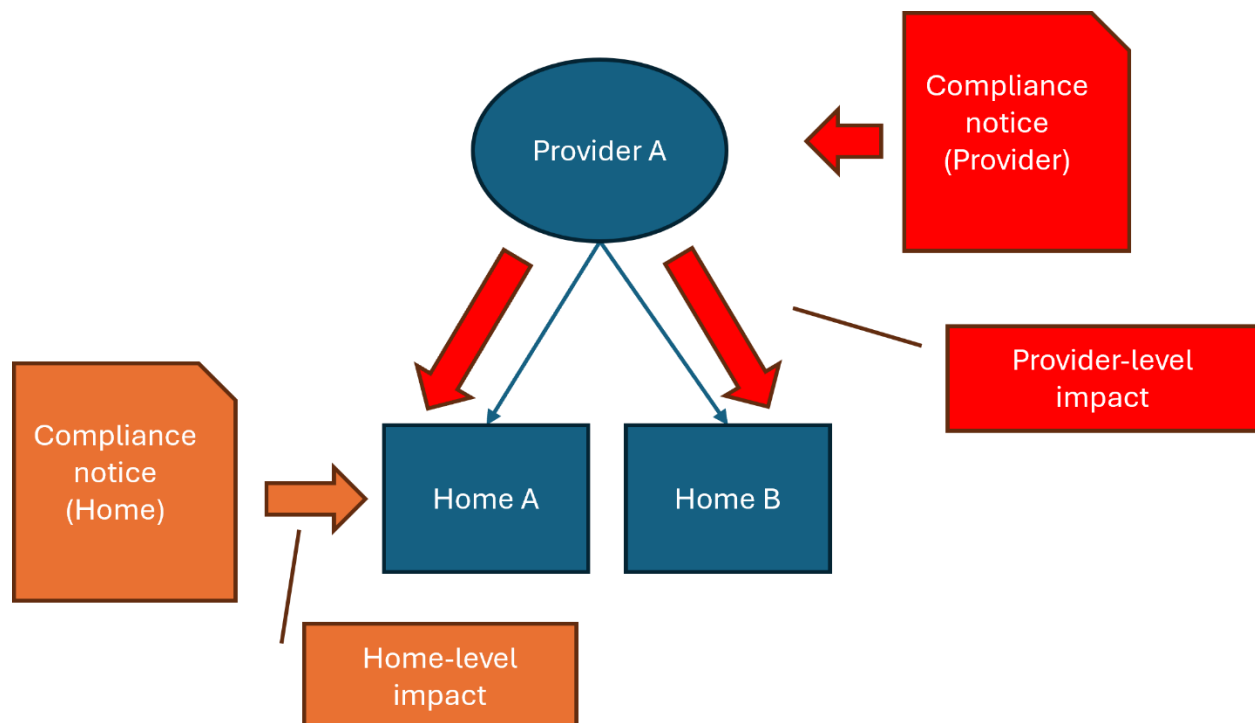 Compliance
notice
(Provider)
Provider A
Provider-level
impact
Compliance
notice
(Home)
Home A
Home B
Home-level
impact